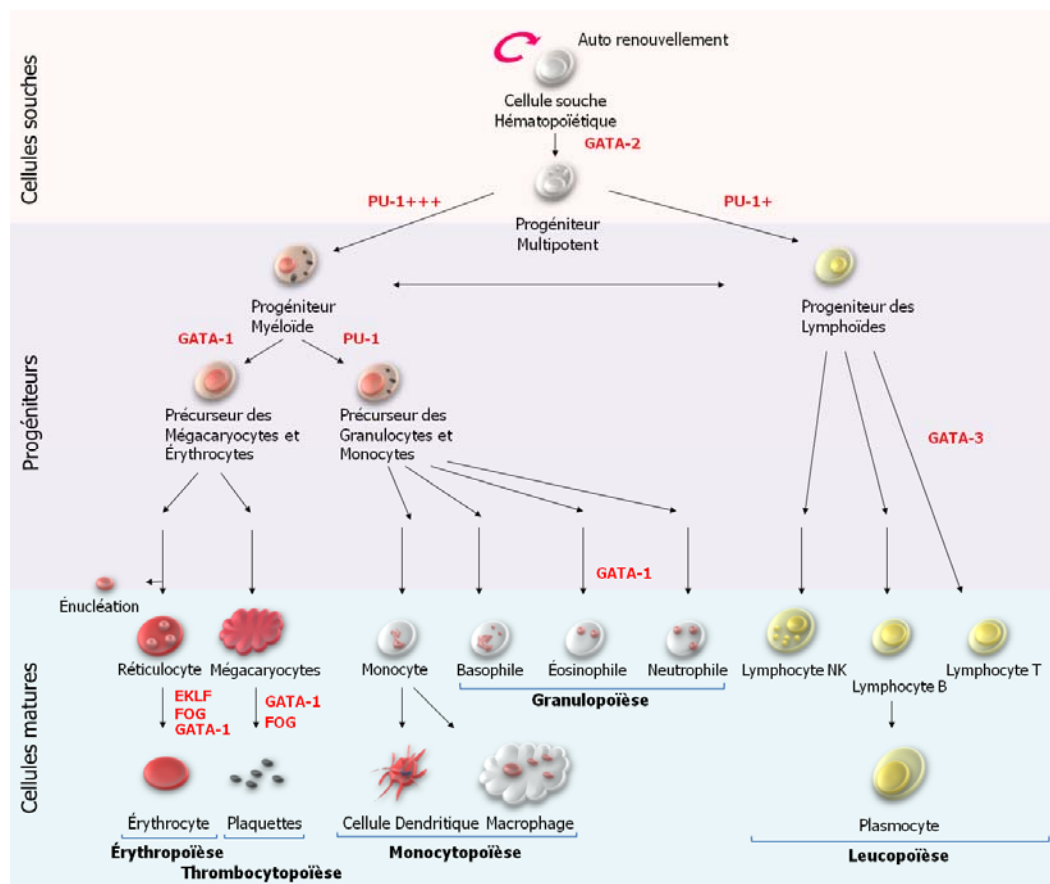 Cellules souches
Auto renouvellement
Cellule souche
Hématopoïétique
GATA-2
PU-1+++
PU-1+
Progéniteur
Multipotent
Progéniteurs
Progéniteur
Myéloïde
Progeniteur des
Lymphoïdes
GATA-1
PU-1
Précurseur des
Mégacaryocytes et
Érythrocytes
Précurseur des
Granulocytes et
Monocytes
GATA-3
GATA-1
Énucléation
Cellules matures
Réticulocyte
Mégacaryocytes
Monocyte
Basophile
Éosinophile
Neutrophile
Lymphocyte NK
Lymphocyte B
Lymphocyte T
Granulopoïèse
EKLF
FOG
GATA-1
GATA-1
FOG
Érythrocyte
Plaquettes
Cellule Dendritique
Macrophage
Plasmocyte
Érythropoïèse
Thrombocytopoïèse
Monocytopoïèse
Leucopoïèse